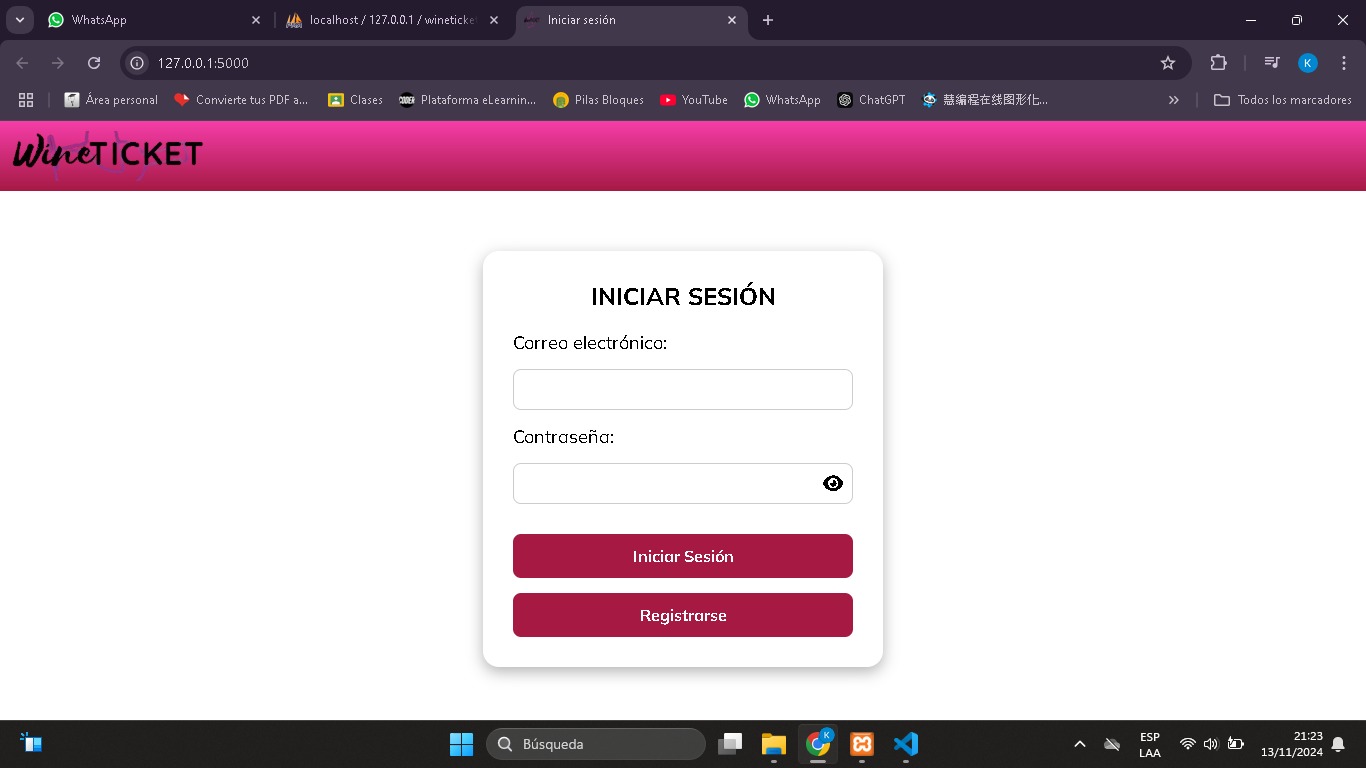 WhatsApp
localhost / 127.0.0.1 / wineticket
Iniciar sesión
127.0.0.1:5000
K
Área personal
Convierte tus PDF a...
Clases
Plataforma eLearnin...
Pilas Bloques
YouTube
WhatsApp
ChatGPT
慧编程在线图形化...
Todos los marcadores
WineTICKET
INICIAR SESIÓN
Correo electrónico:
Contraseña:
Iniciar Sesión
Registrarse
Búsqueda
K
ESP
LAA
21:23
13/11/2024